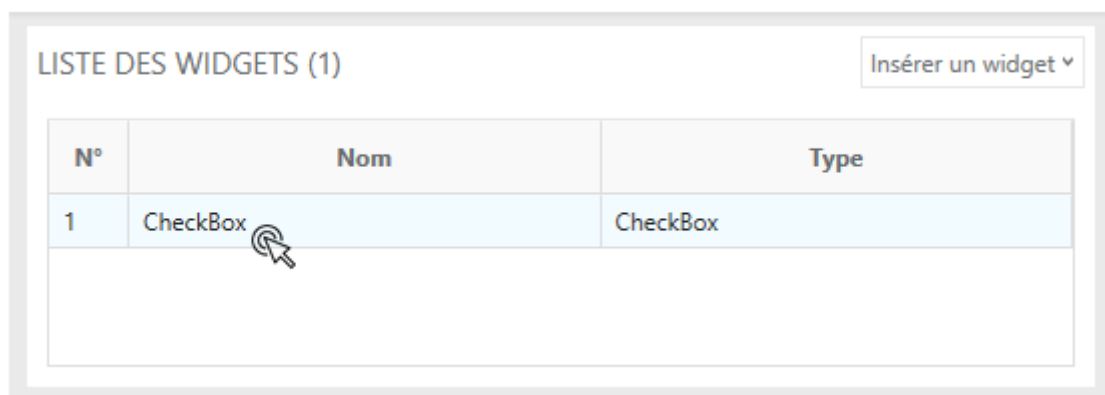 LISTE DES WIDGETS (1)
Insérer un widget
N° Nom Type
1 CheckBox CheckBox